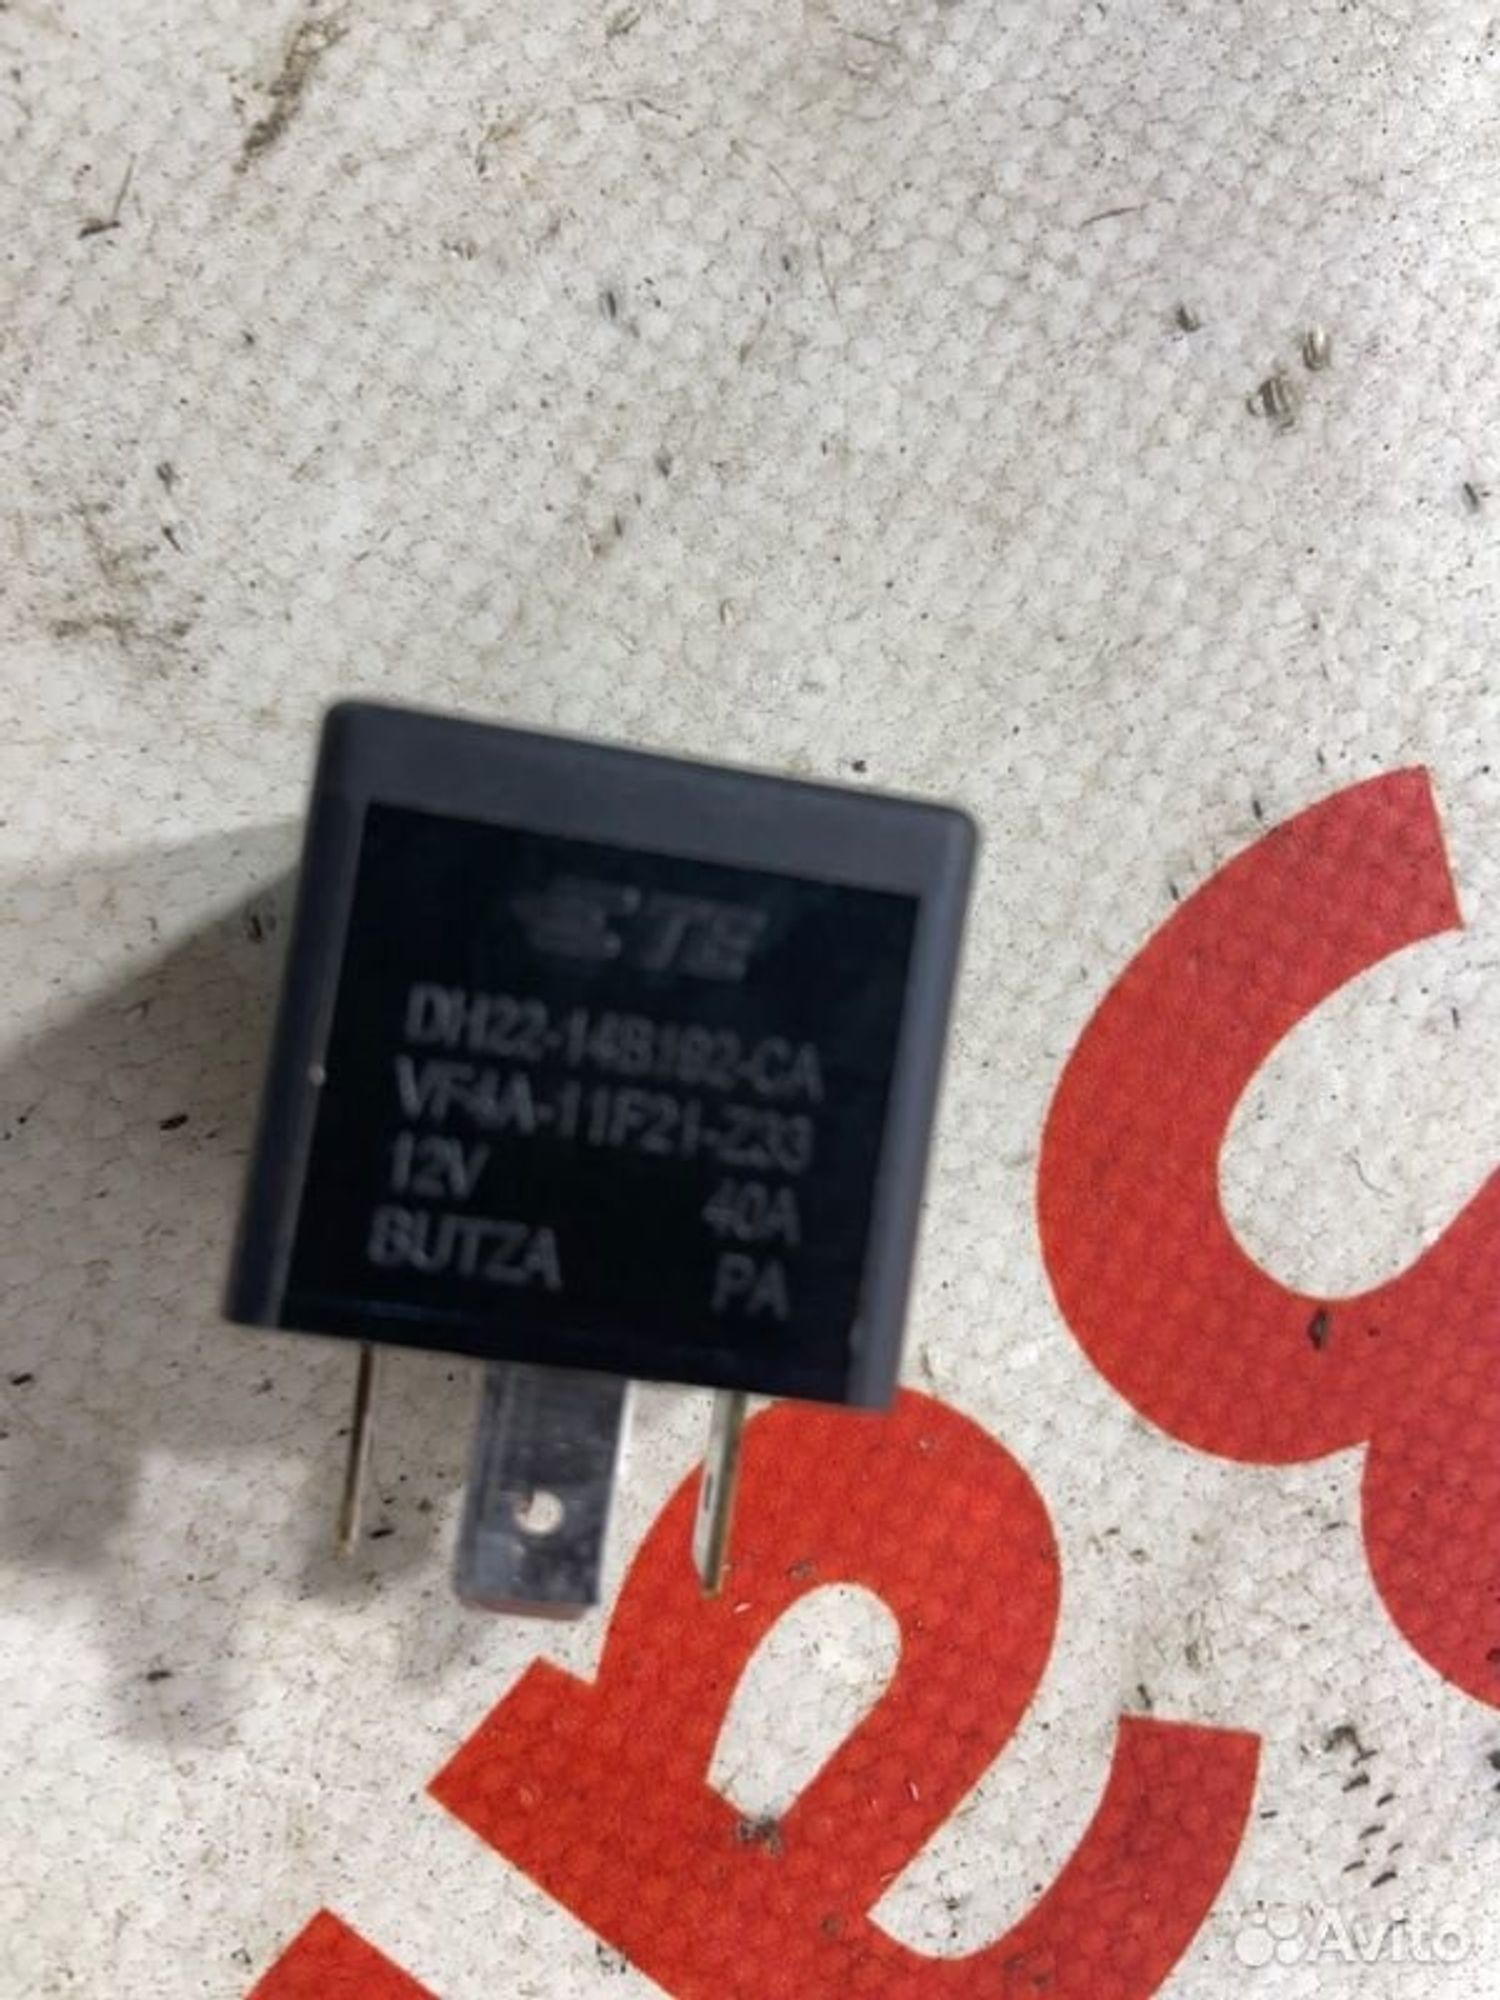 TE
DH22-14B192-CA
VF4A-11F21-Z33
12V 40A
8UTZA PA
Avito